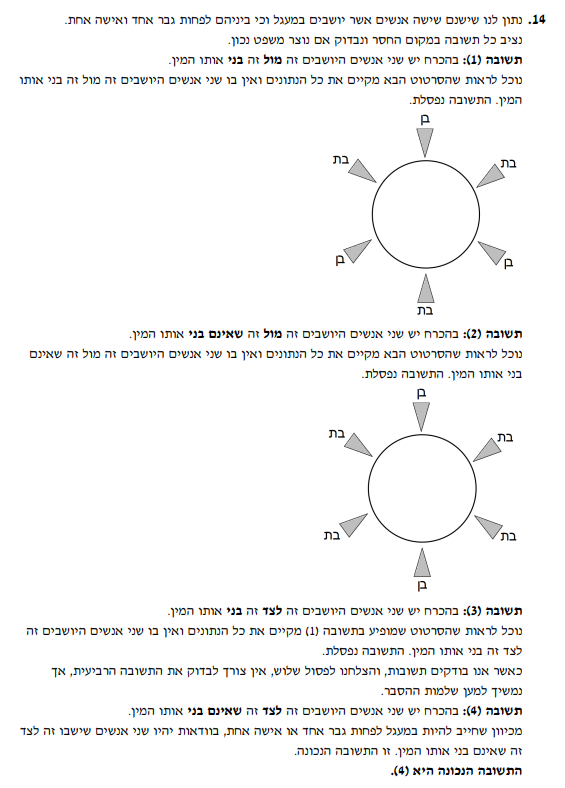 14. נתון לנו שישנם שישה אנשים אשר יושבים במעגל וכי ביניהם לפחות גבר אחד ואישה אחת.
נציב כל תשובה במקום החסר ונבדוק אם נוצר משפט נכון.
תשובה (1): בהכרח יש שני אנשים היושבים זה מול זה בני אותו המין.
נוכל לראות שהסרטוט הבא מקיים את כל הנתונים ואין בו שני אנשים היושבים זה מול זה בני אותו
המין. התשובה נפסלת.
בן
בת
בת
בן
בן
בת
תשובה (2): בהכרח יש שני אנשים היושבים זה מול זה שאינם בני אותו המין.
נוכל לראות שהסרטוט הבא מקיים את כל הנתונים ואין בו שני אנשים היושבים זה מול זה שאינם
בני אותו המין. התשובה נפסלת.
בן
בת
בת
בת
בת
בן
תשובה (3): בהכרח יש שני אנשים היושבים זה לצד זה בני אותו המין.
נוכל לראות שהסרטוט שמופיע בתשובה (1) מקיים את כל הנתונים ואין בו שני אנשים היושבים זה
לצד זה בני אותו המין. התשובה נפסלת.
כאשר אנו בודקים תשובות, והצלחנו לפסול שלוש, אין צורך לבדוק את התשובה הרביעית, אך
נמשיך למען שלמות ההסבר.
תשובה (4): בהכרח יש שני אנשים היושבים זה לצד זה שאינם בני אותו המין.
מכיוון שחייב להיות במעגל לפחות גבר אחד או אישה אחת, בוודאות יהיו שני אנשים שישבו זה לצד
זה שאינם בני אותו המין. זו התשובה הנכונה.
התשובה הנכונה היא (4).